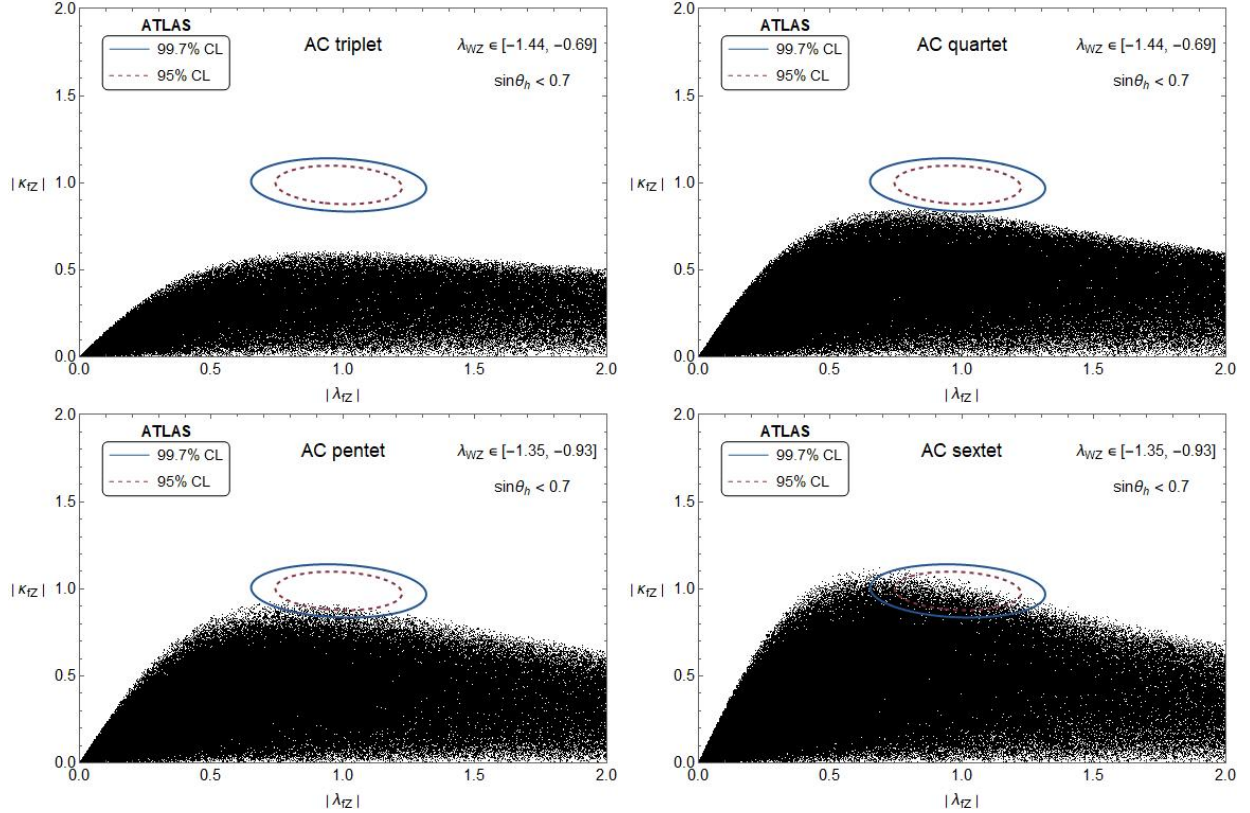 ATLAS
99.7% CL
95% CL
AC triplet
λWZ ∈ [-1.44, -0.69]
sinθh < 0.7
2.0
1.5
1.0
0.5
0.0
| κfZ |
0.0 0.5 1.0 1.5 2.0
| λfZ |
ATLAS
99.7% CL
95% CL
AC quartet
λWZ ∈ [-1.44, -0.69]
sinθh < 0.7
2.0
1.5
1.0
0.5
0.0
| κfZ |
0.0 0.5 1.0 1.5 2.0
| λfZ |
ATLAS
99.7% CL
95% CL
AC pentet
λWZ ∈ [-1.35, -0.93]
sinθh < 0.7
2.0
1.5
1.0
0.5
0.0
| κfZ |
0.0 0.5 1.0 1.5 2.0
| λfZ |
ATLAS
99.7% CL
95% CL
AC sextet
λWZ ∈ [-1.35, -0.93]
sinθh < 0.7
2.0
1.5
1.0
0.5
0.0
| κfZ |
0.0 0.5 1.0 1.5 2.0
| λfZ |